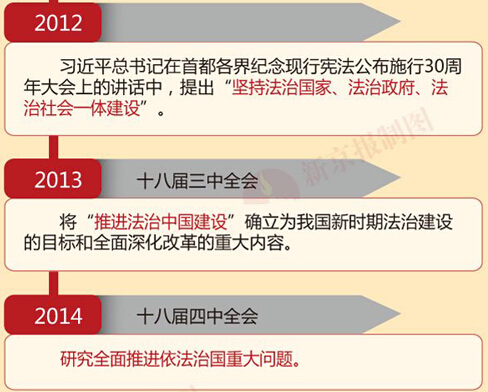 2012
习近平总书记在首都各界纪念现行宪法公布施行30周
年大会上的讲话中，提出“坚持法治国家、法治政府、法
治社会一体建设”。
2013 十八届三中全会
将“推进法治中国建设”确立为我国新时期法治建设
的目标和全面深化改革的重大内容。
2014 十八届四中全会
研究全面推进依法治国重大问题。
新京报制图